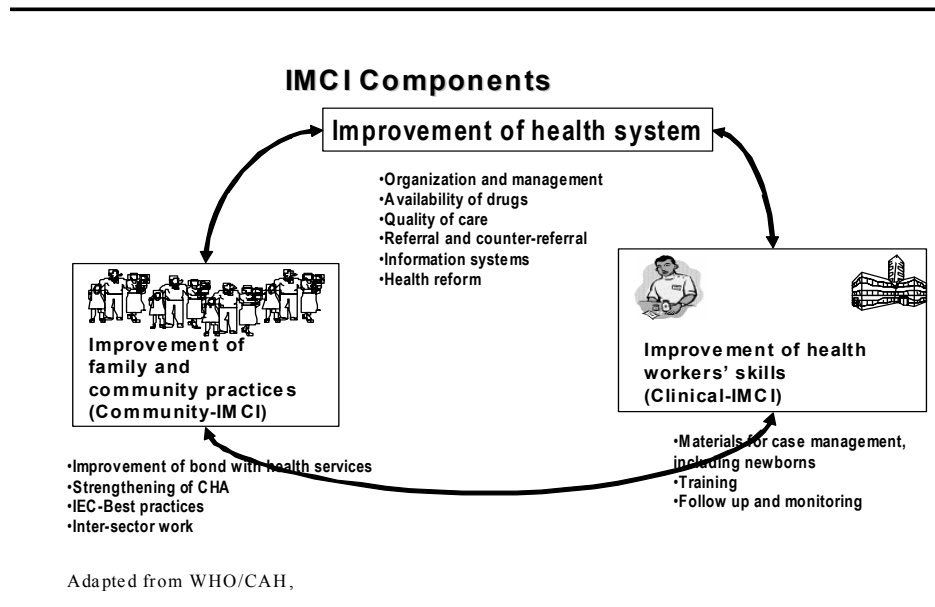 IMCI Components
Improvement of health system
•Organization and management
•Availability of drugs
•Quality of care
•Referral and counter-referral
•Information systems
•Health reform
Improvement of
family and
community practices
(Community-IMCI)
Improvement of health
workers’ skills
(Clinical-IMCI)
•Improvement of bond with health services
•Strengthening of CHA
•IEC-Best practices
•Inter-sector work
•Materials for case management,
including newborns
•Training
•Follow up and monitoring
Adapted from WHO/CAH,